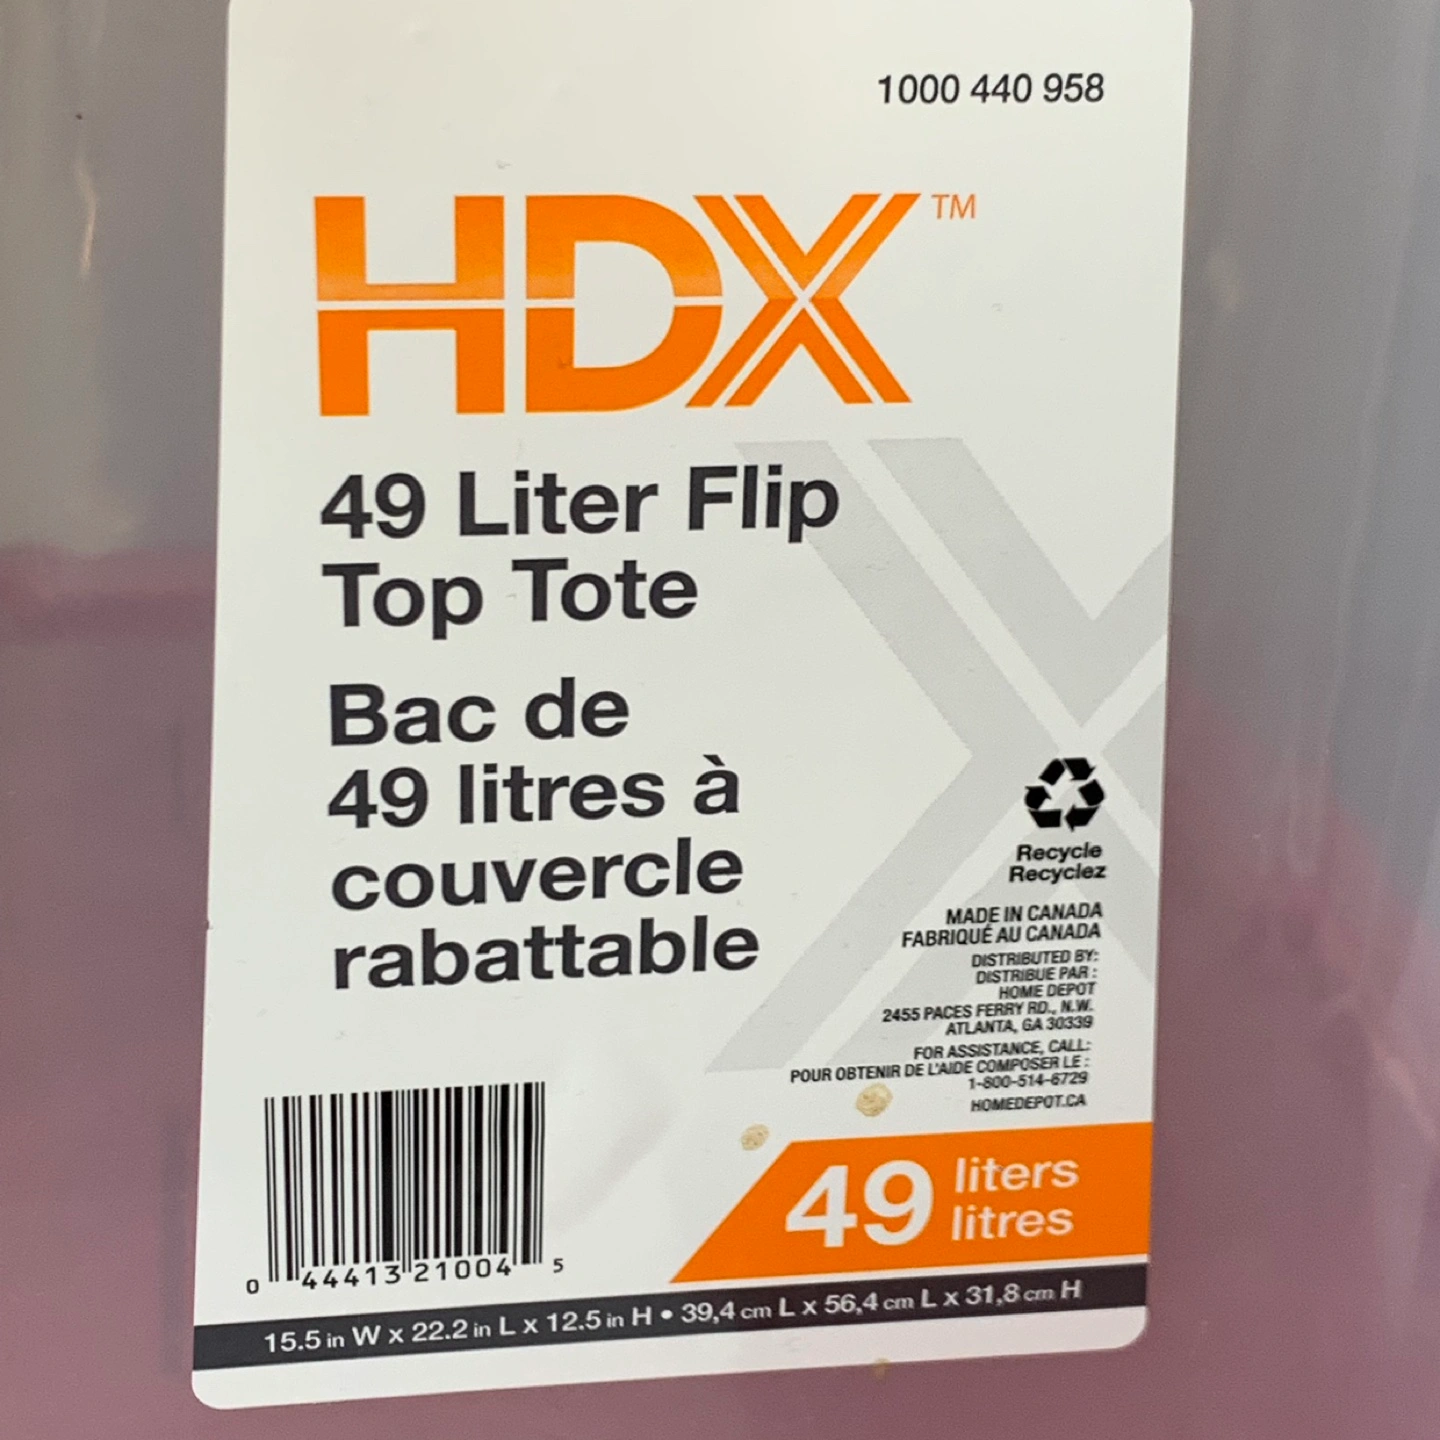 1000 440 958
HDX™
49 Liter Flip
Top Tote
Bac de
49 litres à
couvercle
rabattable
Recycle
Recyclez
MADE IN CANADA
FABRIQUÉ AU CANADA
DISTRIBUTED BY:
DISTRIBUE PAR :
HOME DEPOT
2455 PACES FERRY RD., N.W.
ATLANTA, GA 30339
FOR ASSISTANCE, CALL:
POUR OBTENIR DE L'AIDE COMPOSER LE :
1-800-514-6729
HOMEDEPOT.CA
0 44413 21004 5
49 liters
litres
15.5 in W x 22.2 in L x 12.5 in H • 39,4 cm L x 56,4 cm L x 31,8 cm H